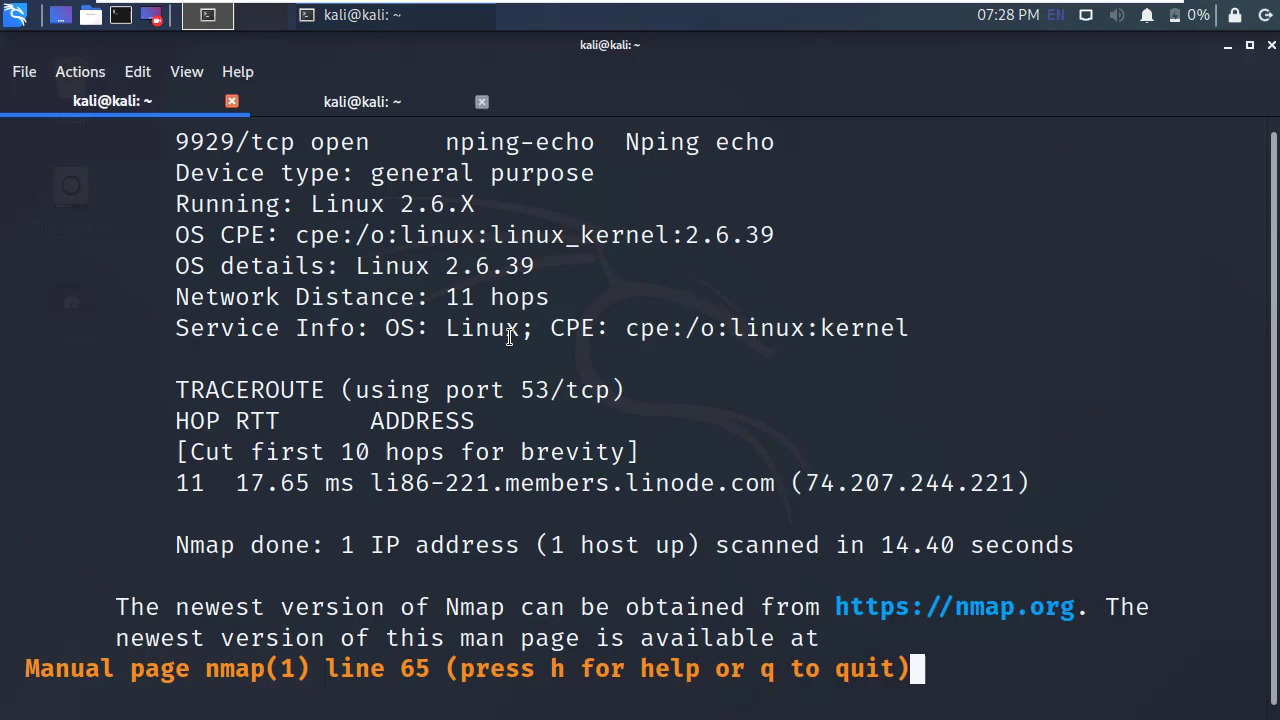 kali@kali: ~
07:28 PM EN 0%
kali@kali: ~
File Actions Edit View Help
kali@kali: ~ kali@kali: ~
9929/tcp open nping-echo Nping echo
Device type: general purpose
Running: Linux 2.6.X
OS CPE: cpe:/o:linux:linux_kernel:2.6.39
OS details: Linux 2.6.39
Network Distance: 11 hops
Service Info: OS: Linux; CPE: cpe:/o:linux:kernel
TRACEROUTE (using port 53/tcp)
HOP RTT ADDRESS
[Cut first 10 hops for brevity]
11 17.65 ms li86-221.members.linode.com (74.207.244.221)
Nmap done: 1 IP address (1 host up) scanned in 14.40 seconds
The newest version of Nmap can be obtained from https://nmap.org. The
newest version of this man page is available at
Manual page nmap(1) line 65 (press h for help or q to quit)